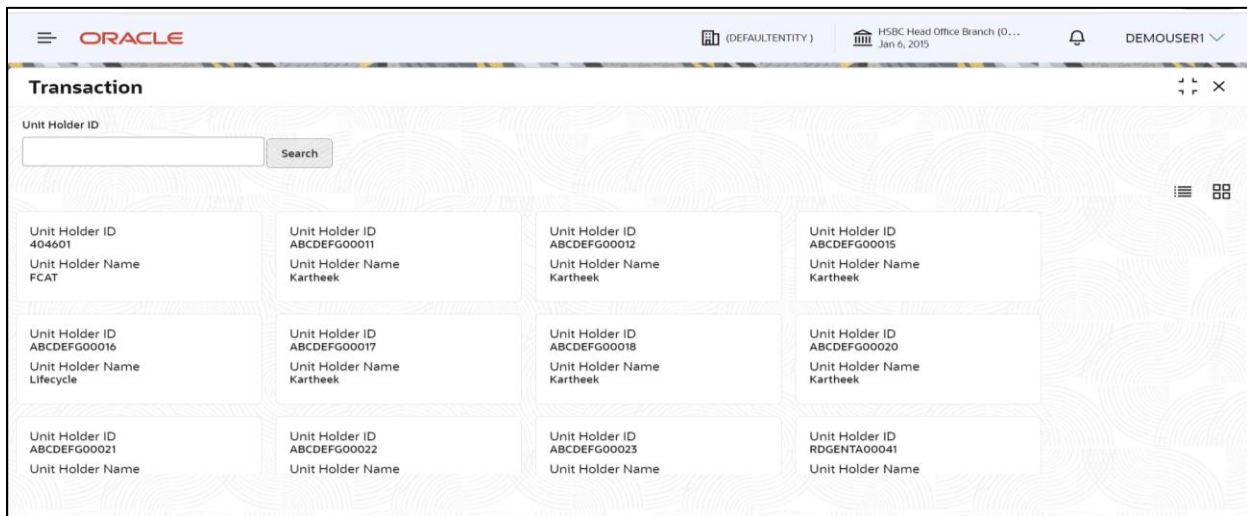 ORACLE
(DEFAULTENTITY )
HSBC Head Office Branch (0...
Jan 6, 2015
DEMOUSER1
Transaction
Unit Holder ID
Search
Unit Holder ID
404601
Unit Holder Name
FCAT
Unit Holder ID
ABCDEFG00011
Unit Holder Name
Kartheek
Unit Holder ID
ABCDEFG00012
Unit Holder Name
Kartheek
Unit Holder ID
ABCDEFG00015
Unit Holder Name
Kartheek
Unit Holder ID
ABCDEFG00016
Unit Holder Name
Lifecycle
Unit Holder ID
ABCDEFG00017
Unit Holder Name
Kartheek
Unit Holder ID
ABCDEFG00018
Unit Holder Name
Kartheek
Unit Holder ID
ABCDEFG00020
Unit Holder Name
Kartheek
Unit Holder ID
ABCDEFG00021
Unit Holder Name
Unit Holder ID
ABCDEFG00022
Unit Holder Name
Unit Holder ID
ABCDEFG00023
Unit Holder Name
Unit Holder ID
RDGENTA00041
Unit Holder Name